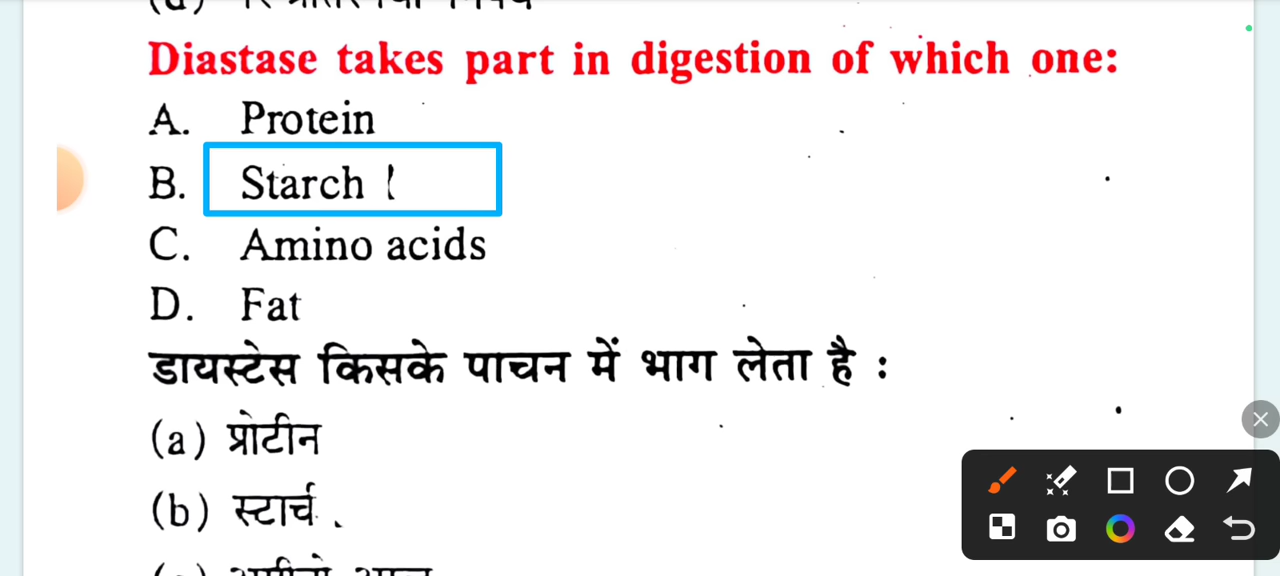 Diastase takes part in digestion of which one:
A. Protein
B. Starch
C. Amino acids
D. Fat
डायस्टेस किसके पाचन में भाग लेता है :
(a) प्रोटीन
(b) स्टार्च